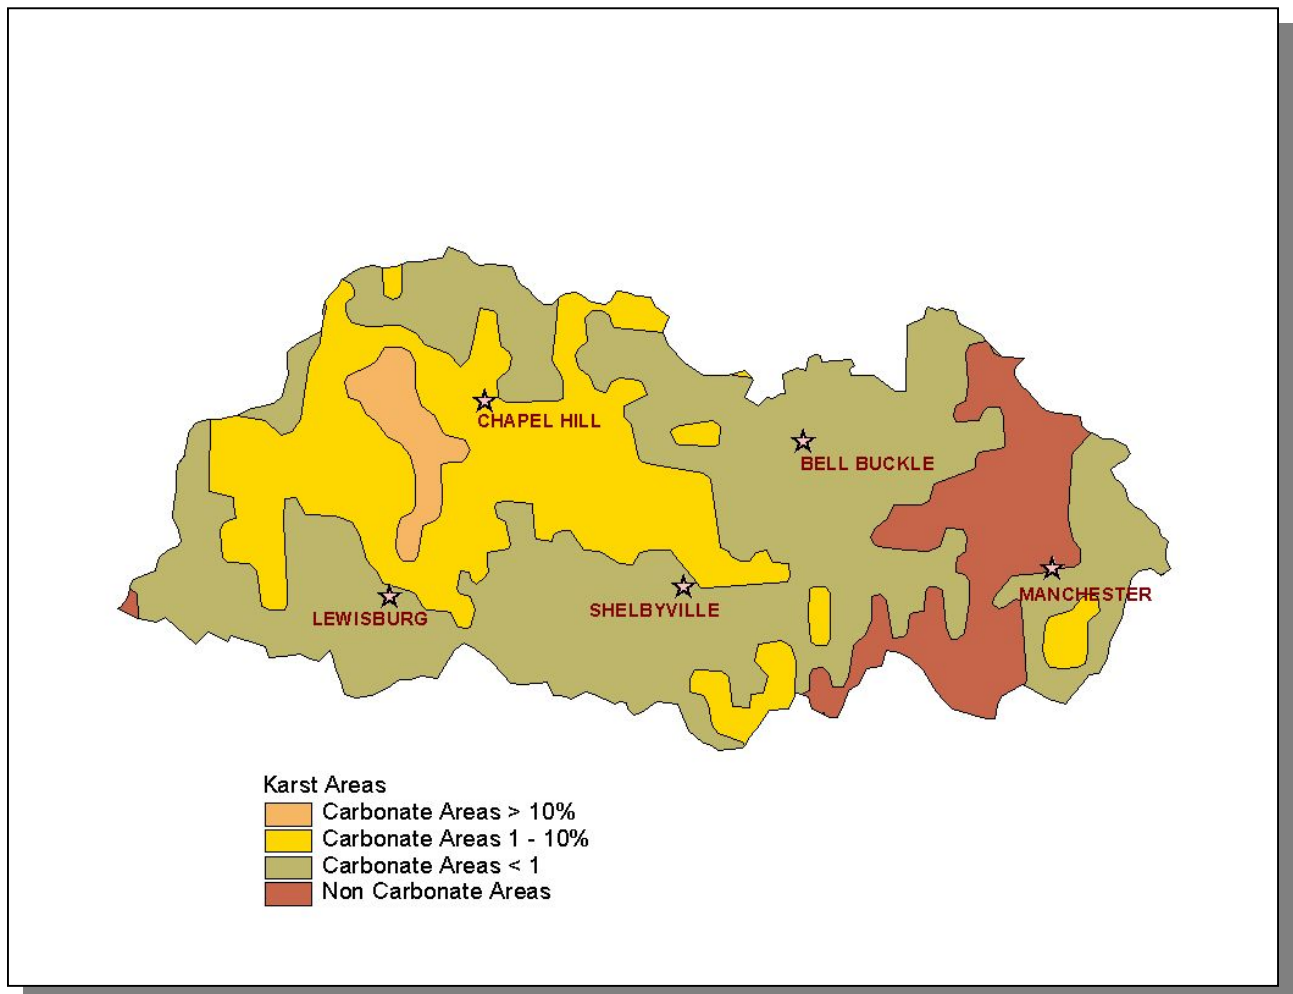 CHAPEL HILL
BELL BUCKLE
MANCHESTER
SHELBYVILLE
LEWISBURG
Karst Areas
Carbonate Areas > 10%
Carbonate Areas 1 - 10%
Carbonate Areas < 1
Non Carbonate Areas